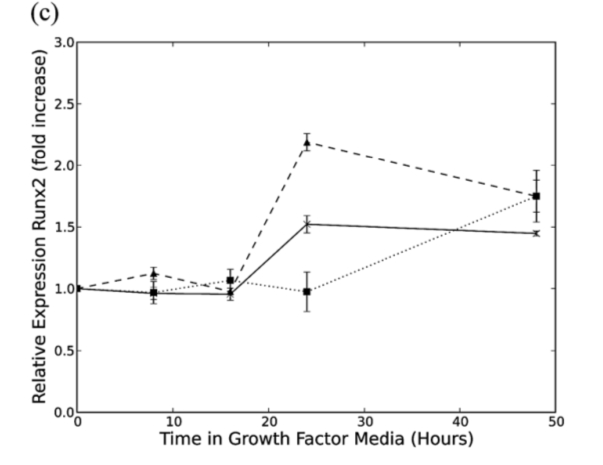 (c)
3.0
2.5
2.0
1.5
1.0
0.5
0.0
0 10 20 30 40 50
Relative Expression Runx2 (fold increase)
Time in Growth Factor Media (Hours)